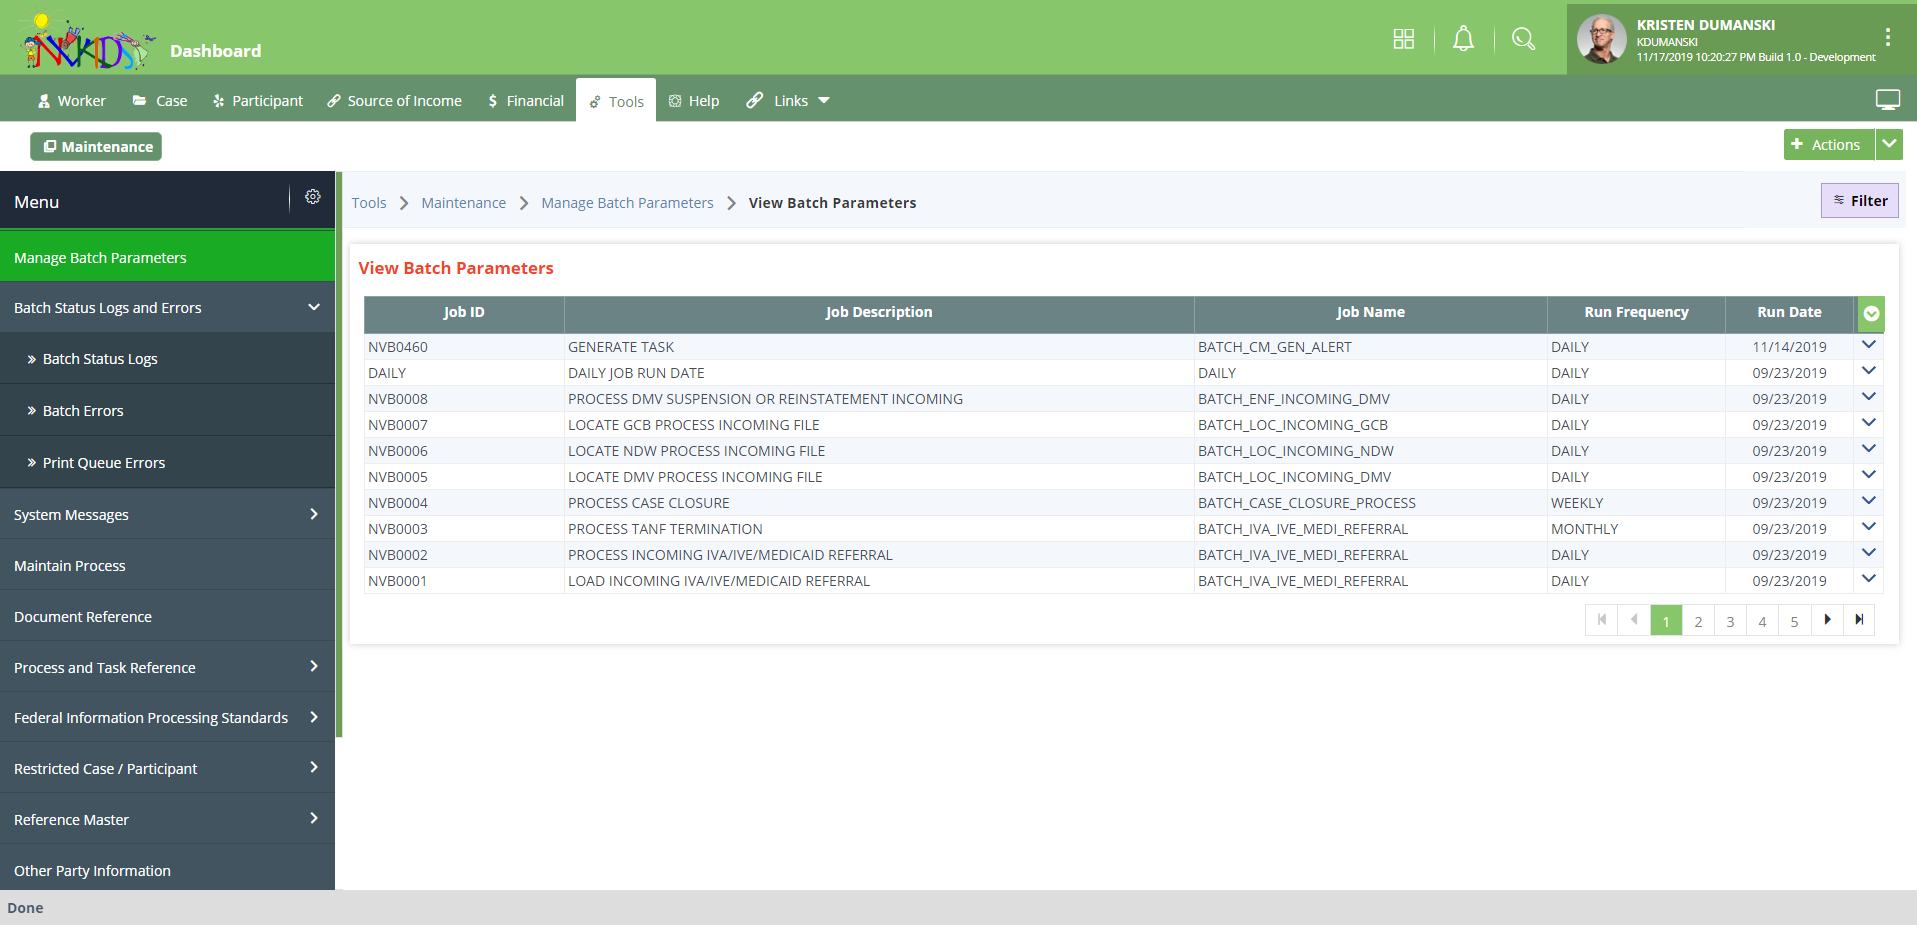 NVKIDS
Dashboard
KRISTEN DUMANSKI
KDUMANSKI
11/17/2019 10:20:27 PM Build 1.0 - Development
Worker Case Participant Source of Income Financial Tools Help Links
Maintenance
Actions
Menu
Tools Maintenance Manage Batch Parameters View Batch Parameters
Filter
Manage Batch Parameters
Batch Status Logs and Errors
» Batch Status Logs
» Batch Errors
» Print Queue Errors
System Messages
Maintain Process
Document Reference
Process and Task Reference
Federal Information Processing Standards
Restricted Case / Participant
Reference Master
Other Party Information
View Batch Parameters
Job ID Job Description Job Name Run Frequency Run Date
NVB0460 GENERATE TASK BATCH_CM_GEN_ALERT DAILY 11/14/2019
DAILY DAILY JOB RUN DATE DAILY DAILY 09/23/2019
NVB0008 PROCESS DMV SUSPENSION OR REINSTATEMENT INCOMING BATCH_ENF_INCOMING_DMV DAILY 09/23/2019
NVB0007 LOCATE GCB PROCESS INCOMING FILE BATCH_LOC_INCOMING_GCB DAILY 09/23/2019
NVB0006 LOCATE NDW PROCESS INCOMING FILE BATCH_LOC_INCOMING_NDW DAILY 09/23/2019
NVB0005 LOCATE DMV PROCESS INCOMING FILE BATCH_LOC_INCOMING_DMV DAILY 09/23/2019
NVB0004 PROCESS CASE CLOSURE BATCH_CASE_CLOSURE_PROCESS WEEKLY 09/23/2019
NVB0003 PROCESS TANF TERMINATION BATCH_IVA_IVE_MEDI_REFERRAL MONTHLY 09/23/2019
NVB0002 PROCESS INCOMING IVA/IVE/MEDICAID REFERRAL BATCH_IVA_IVE_MEDI_REFERRAL DAILY 09/23/2019
NVB0001 LOAD INCOMING IVA/IVE/MEDICAID REFERRAL BATCH_IVA_IVE_MEDI_REFERRAL DAILY 09/23/2019
1 2 3 4 5
Done